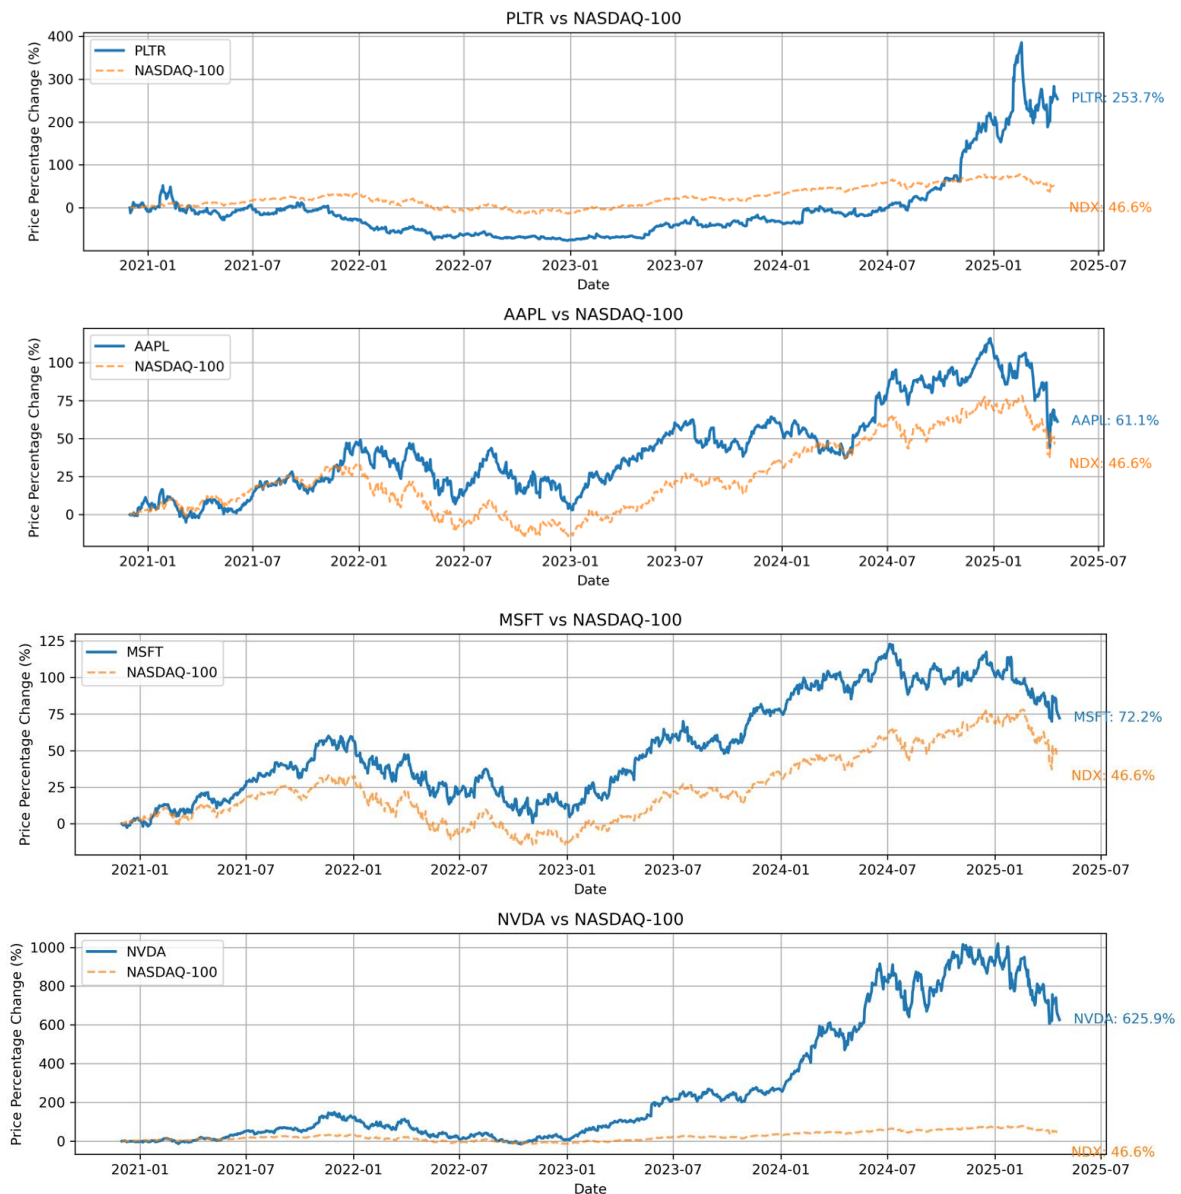 PLTR vs NASDAQ-100
Price Percentage Change (%)
400
300
200
100
0
PLTR
NASDAQ-100
PLTR: 253.7%
NDX: 46.6%
2021-01 2021-07 2022-01 2022-07 2023-01 2023-07 2024-01 2024-07 2025-01 2025-07
Date
AAPL vs NASDAQ-100
Price Percentage Change (%)
100
75
50
25
0
AAPL
NASDAQ-100
AAPL: 61.1%
NDX: 46.6%
2021-01 2021-07 2022-01 2022-07 2023-01 2023-07 2024-01 2024-07 2025-01 2025-07
Date
MSFT vs NASDAQ-100
Price Percentage Change (%)
125
100
75
50
25
0
MSFT
NASDAQ-100
MSFT: 72.2%
NDX: 46.6%
2021-01 2021-07 2022-01 2022-07 2023-01 2023-07 2024-01 2024-07 2025-01 2025-07
Date
NVDA vs NASDAQ-100
Price Percentage Change (%)
1000
800
600
400
200
0
NVDA
NASDAQ-100
NVDA: 625.9%
NDX: 46.6%
2021-01 2021-07 2022-01 2022-07 2023-01 2023-07 2024-01 2024-07 2025-01 2025-07
Date